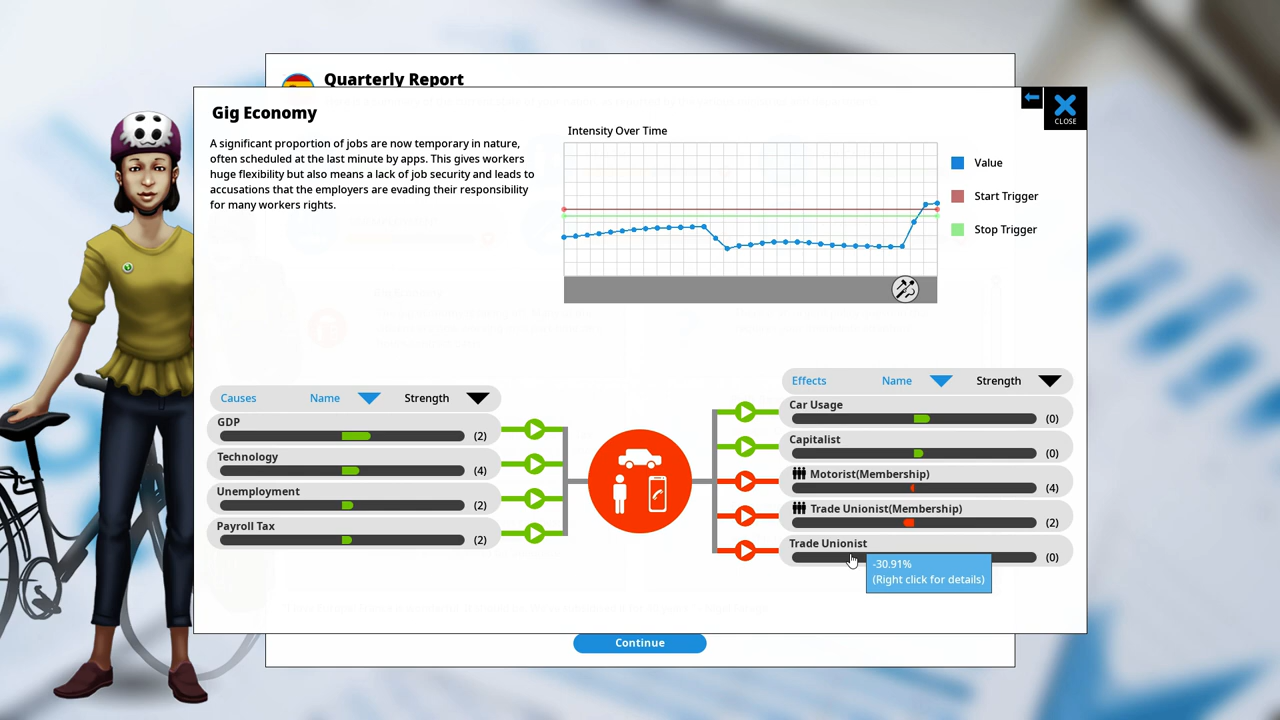 Quarterly Report
Gig Economy
CLOSE
A significant proportion of jobs are now temporary in nature,
often scheduled at the last minute by apps. This gives workers
huge flexibility but also means a lack of job security and leads to
accusations that the employers are evading their responsibility
for many workers rights.
Intensity Over Time
Value
Start Trigger
Stop Trigger
Causes Name Strength
GDP
(2)
Technology
(4)
Unemployment
(2)
Payroll Tax
(2)
Effects Name Strength
Car Usage
(0)
Capitalist
(0)
Motorist(Membership)
(4)
Trade Unionist(Membership)
(2)
Trade Unionist
(0)
-30.91%
(Right click for details)
Continue